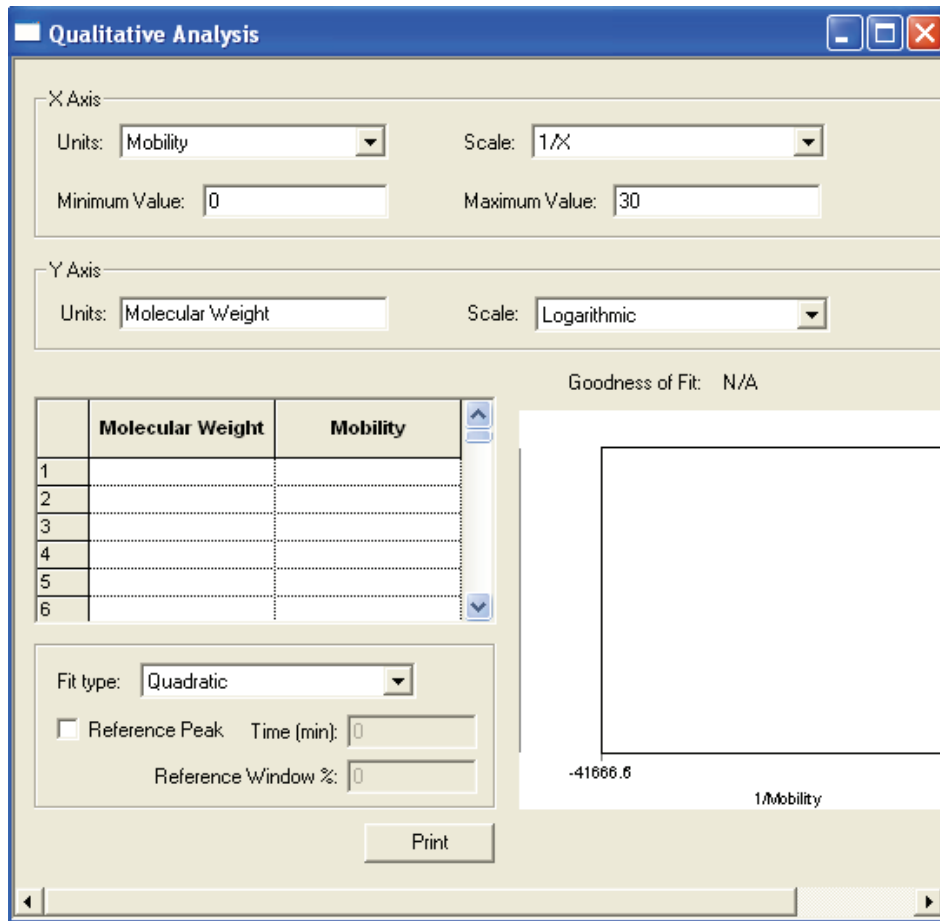 Qualitative Analysis
X Axis
Units: Mobility Scale: 1/X
Minimum Value: 0 Maximum Value: 30
Y Axis
Units: Molecular Weight Scale: Logarithmic
Goodness of Fit: N/A
Molecular Weight Mobility
1
2
3
4
5
6
Fit type: Quadratic
Reference Peak Time (min): 0
Reference Window %: 0
-41666.6
1/Mobility
Print